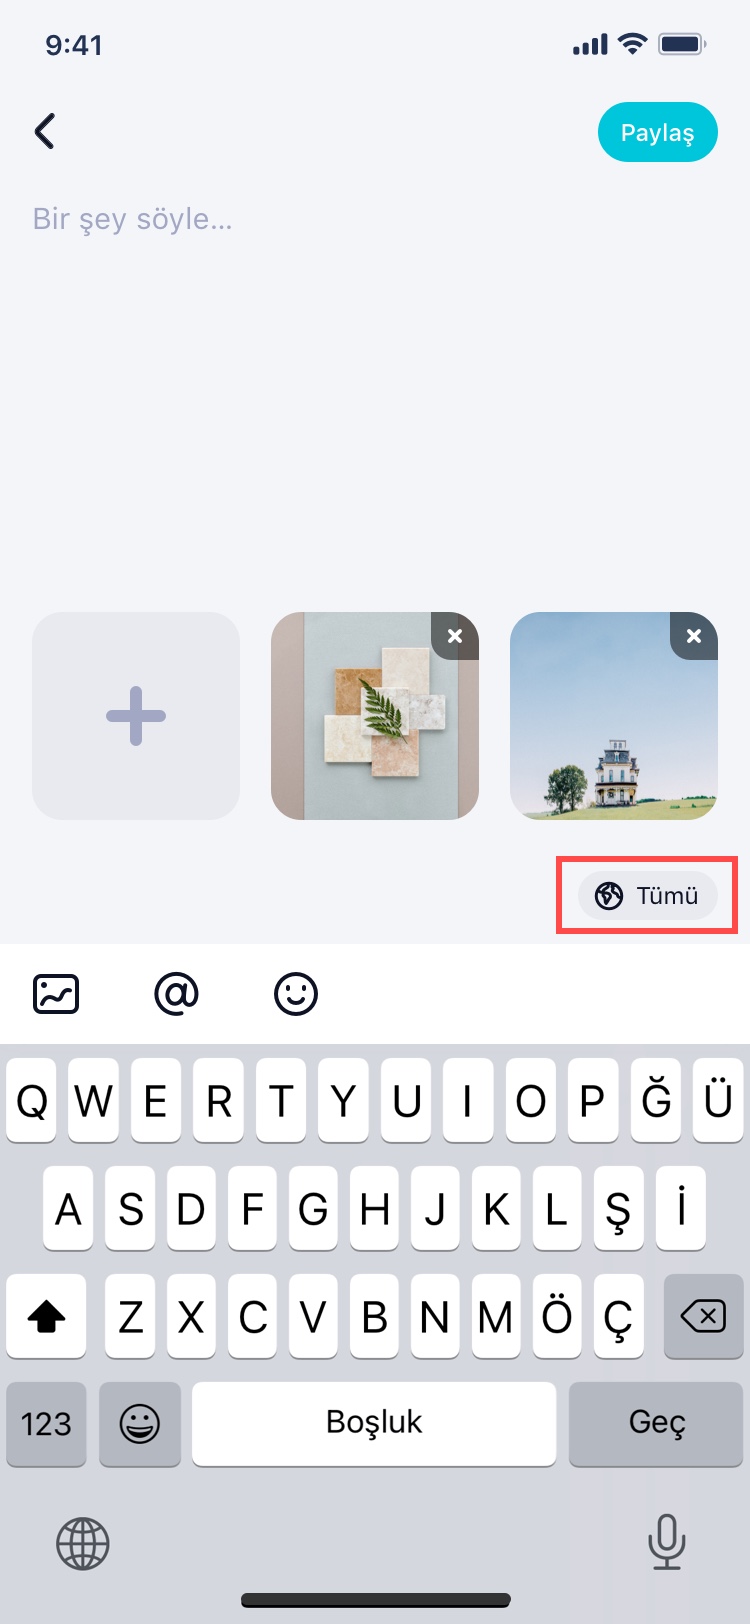 9:41
Paylaş
Bir şey söyle...
Tümü
@
Q W E R T Y U I O P Ğ Ü
A S D F G H J K L Ş İ
Z X C V B N M Ö Ç
123 Boşluk Geç